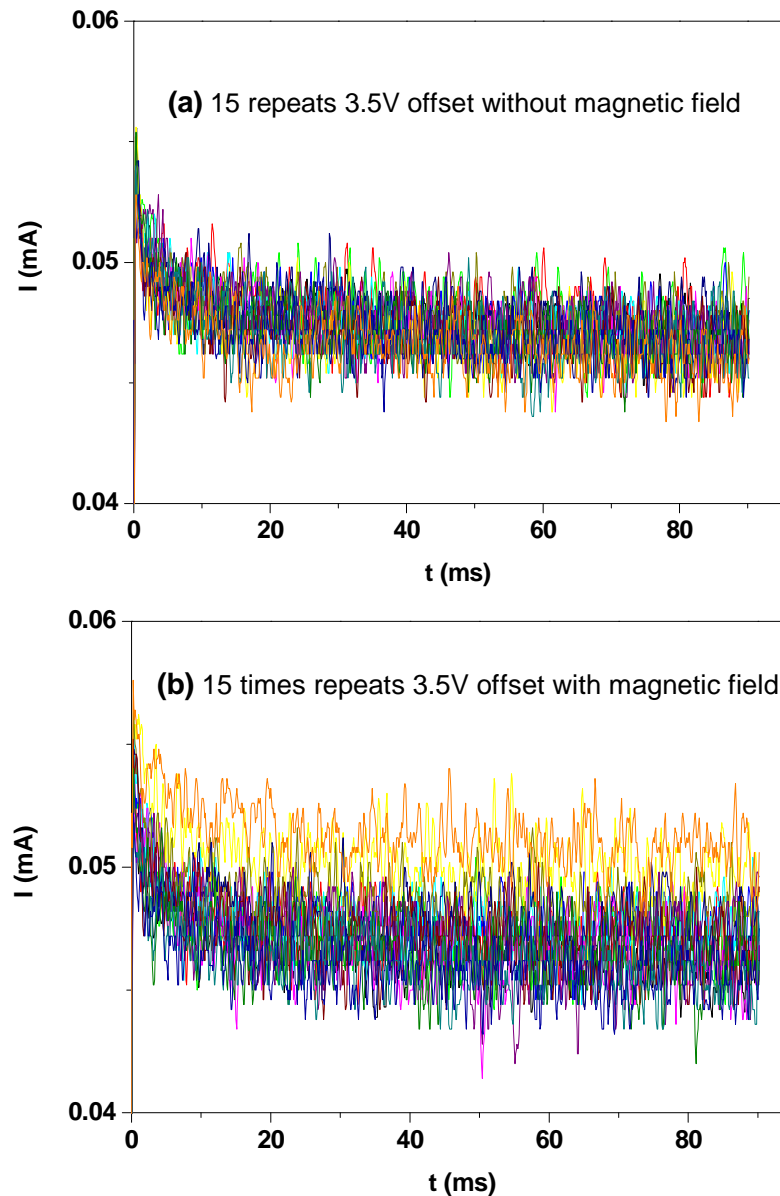 0.06
(a) 15 repeats 3.5V offset without magnetic field
0.05
I (mA)
0.04
0 20 40 60 80
t (ms)
0.06
(b) 15 times repeats 3.5V offset with magnetic field
0.05
I (mA)
0.04
0 20 40 60 80
t (ms)